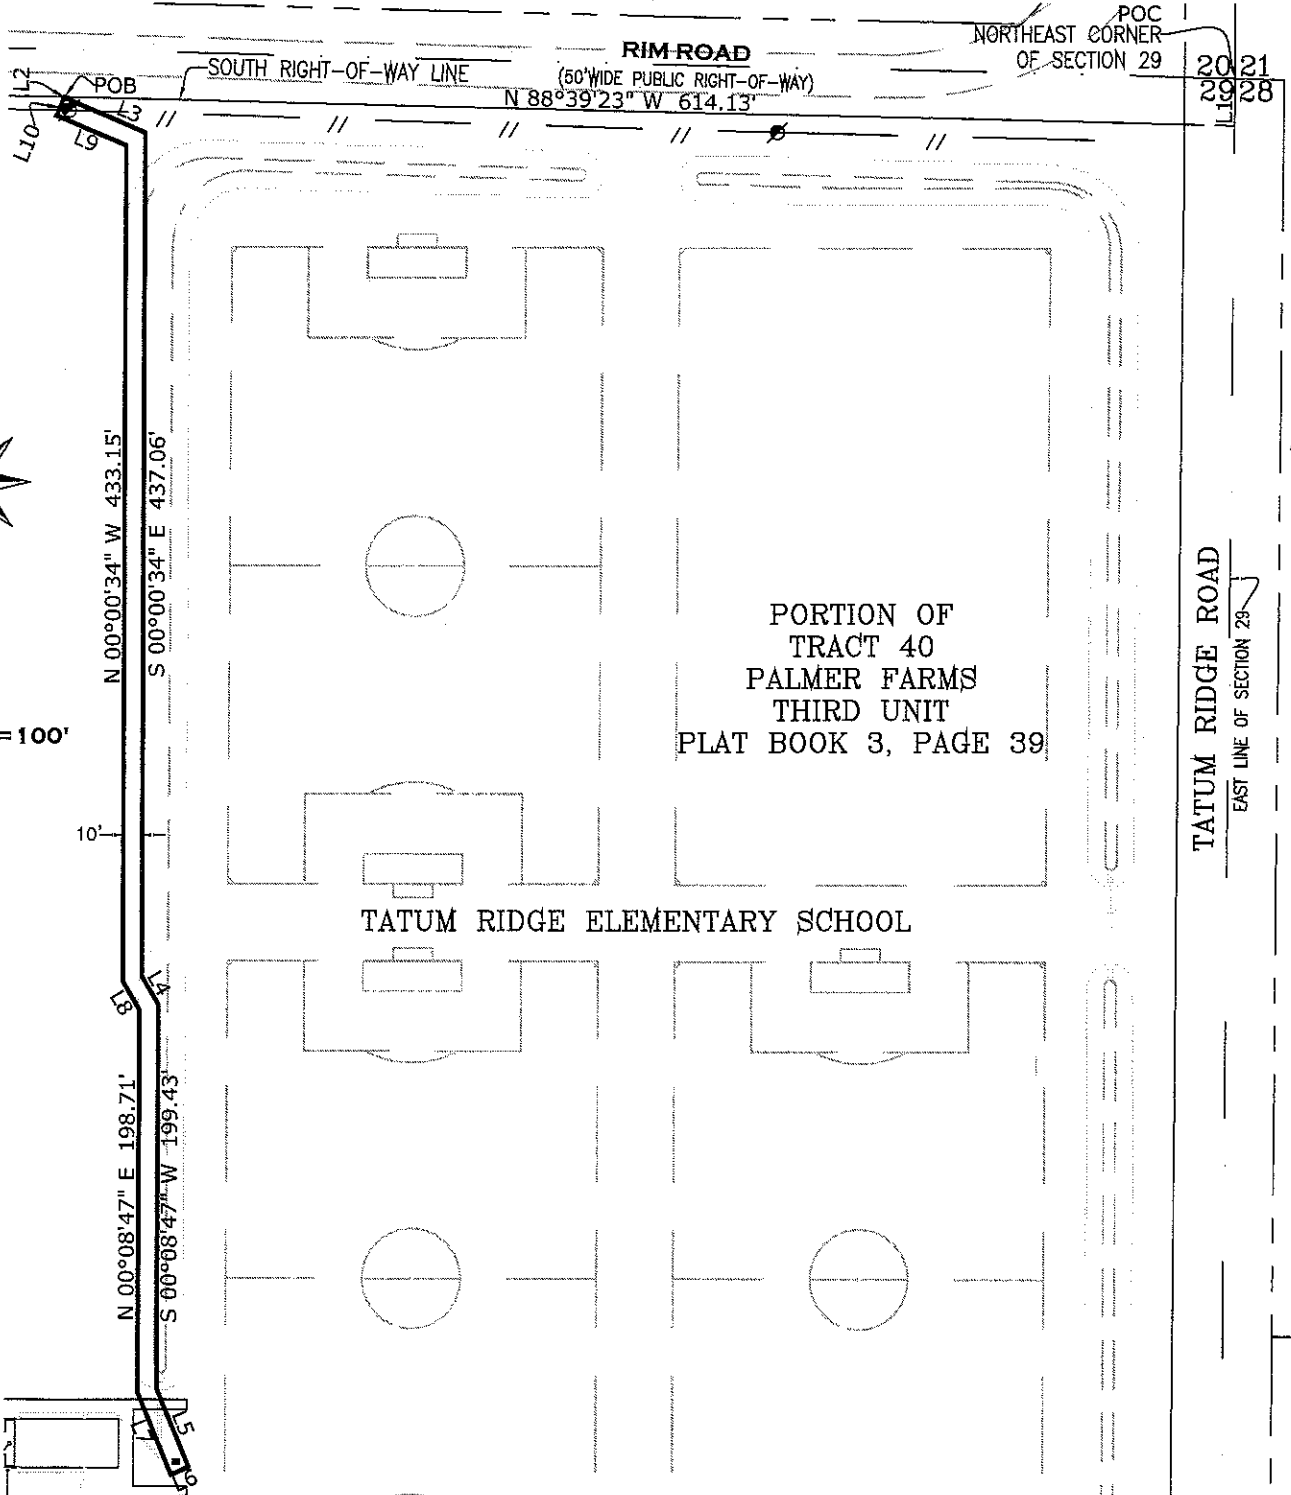 POC
NORTHEAST CORNER
OF SECTION 29
20 21
29 28
L1
RIM ROAD
(50' WIDE PUBLIC RIGHT-OF-WAY)
SOUTH RIGHT-OF-WAY LINE
N 88°39'23" W 614.13'
L2
POB
L3
L10
L9
N 00°00'34" W 433.15'
S 00°00'34" E 437.06'
= 100'
10'
PORTION OF
TRACT 40
PALMER FARMS
THIRD UNIT
PLAT BOOK 3, PAGE 39
TATUM RIDGE ROAD
EAST LINE OF SECTION 29
TATUM RIDGE ELEMENTARY SCHOOL
L4
L8
N 00°08'47" E 198.71'
S 00°08'47" W 199.43'
L5
L7
L6